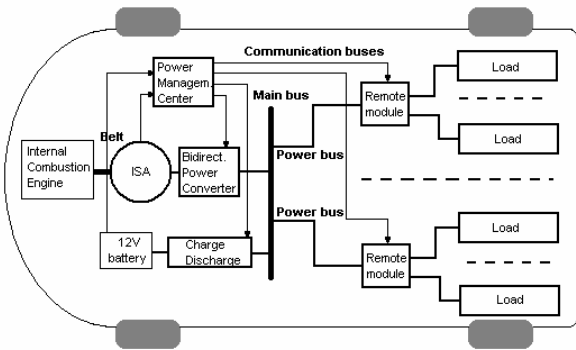 Communication buses
Power
Managem.
Center
Load
Main bus
Remote
module
Belt
Load
Internal
Combustion
Engine
ISA
Bidirect.
Power
Converter
Power bus
Power bus
Load
12V
battery
Charge
Discharge
Remote
module
Load